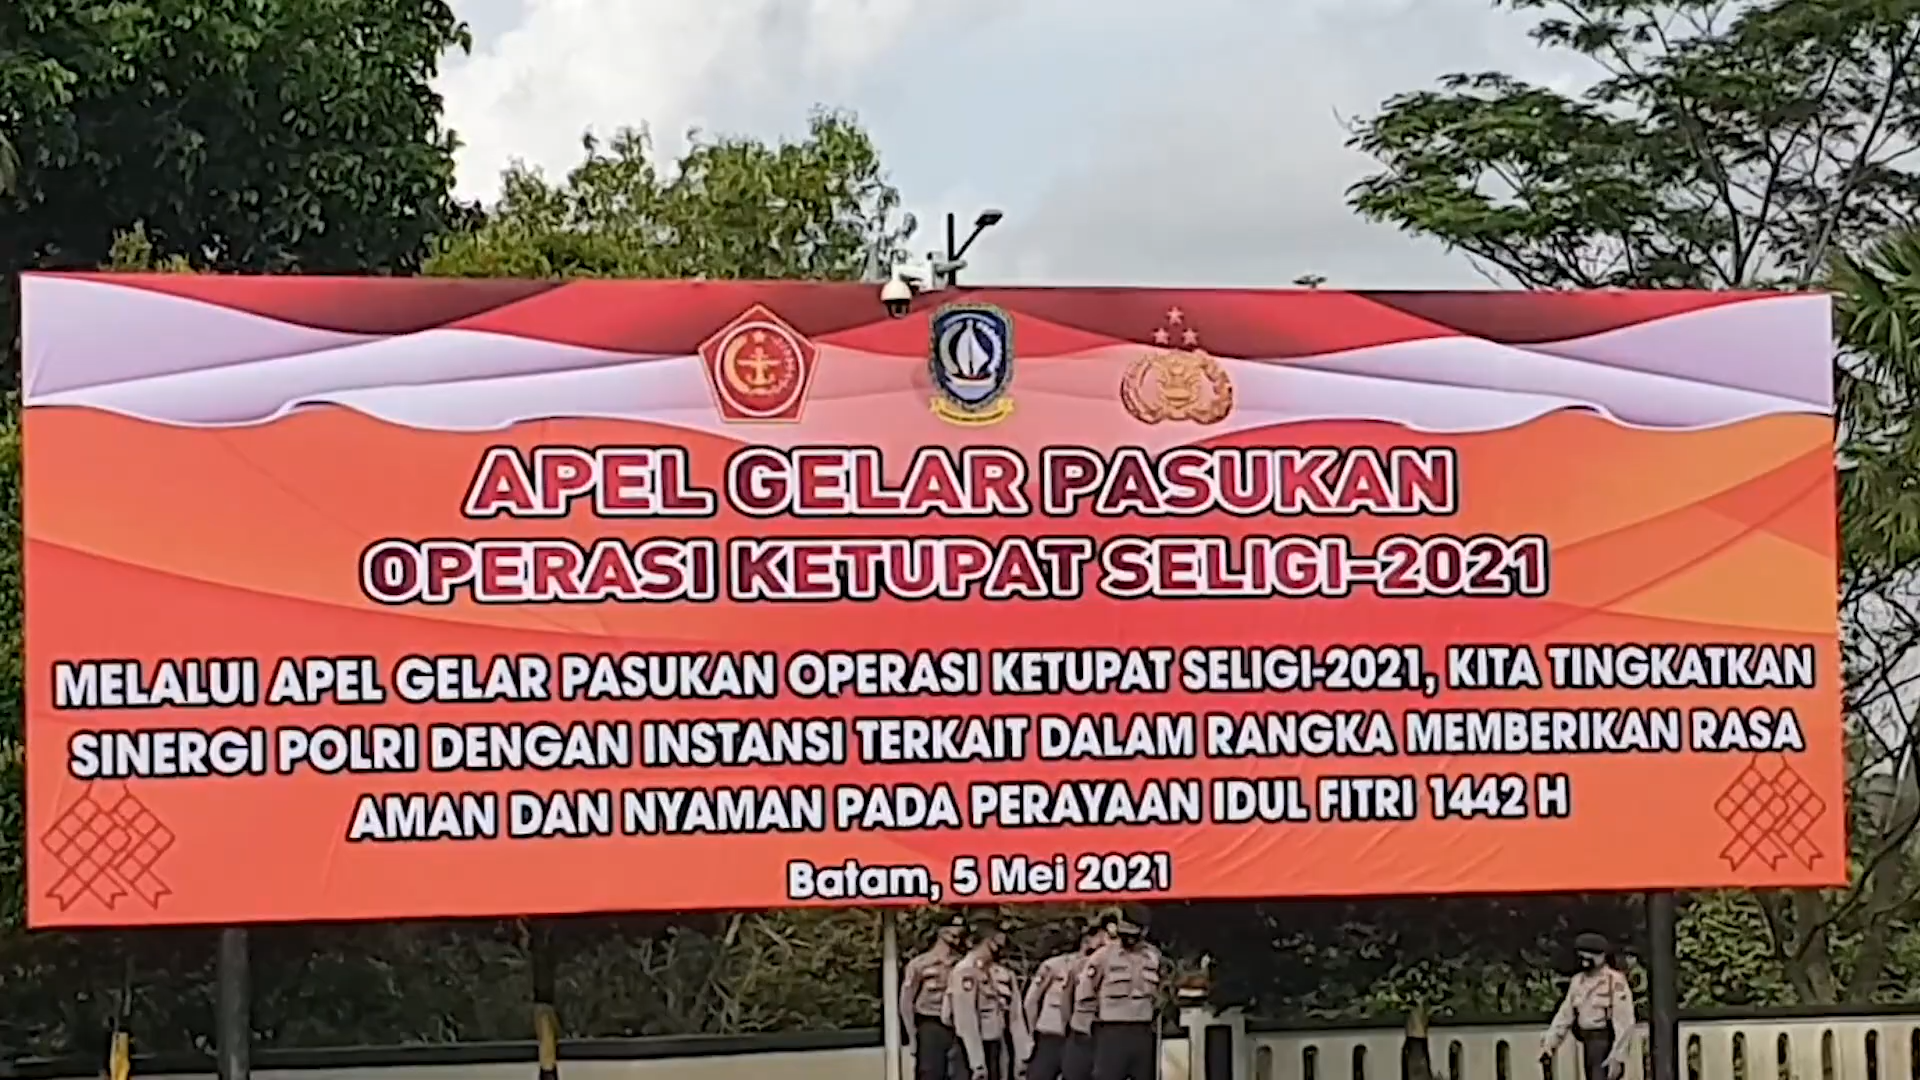 APEL GELAR PASUKAN
OPERASI KETUPAT SELIGI-2021
MELALUI APEL GELAR PASUKAN OPERASI KETUPAT SELIGI-2021, KITA TINGKATKAN
SINERGI POLRI DENGAN INSTANSI TERKAIT DALAM RANGKA MEMBERIKAN RASA
AMAN DAN NYAMAN PADA PERAYAAN IDUL FITRI 1442 H
Batam, 5 Mei 2021